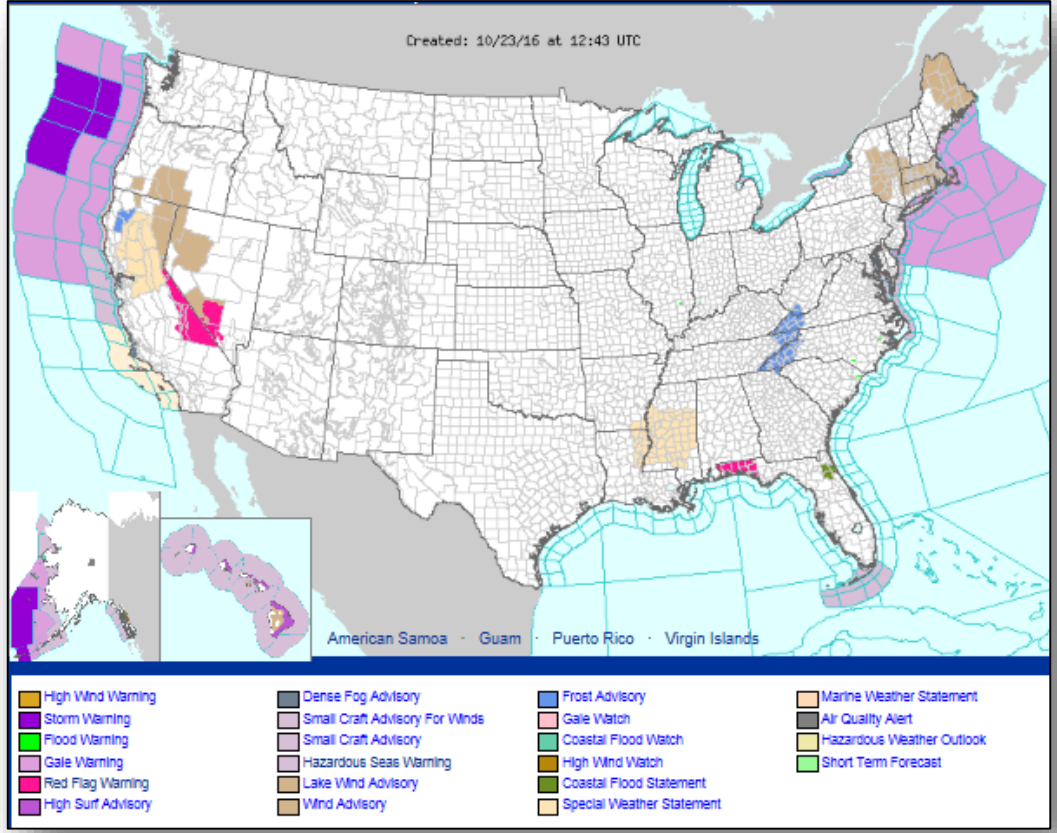 Created: 10/23/16 at 12:43 UTC
American Samoa · Guam · Puerto Rico · Virgin Islands
High Wind Warning
Storm Warning
Flood Warning
Gale Warning
Red Flag Warning
High Surf Advisory
Dense Fog Advisory
Small Craft Advisory For Winds
Small Craft Advisory
Hazardous Seas Warning
Lake Wind Advisory
Wind Advisory
Frost Advisory
Gale Watch
Coastal Flood Watch
High Wind Watch
Coastal Flood Statement
Special Weather Statement
Marine Weather Statement
Air Quality Alert
Hazardous Weather Outlook
Short Term Forecast